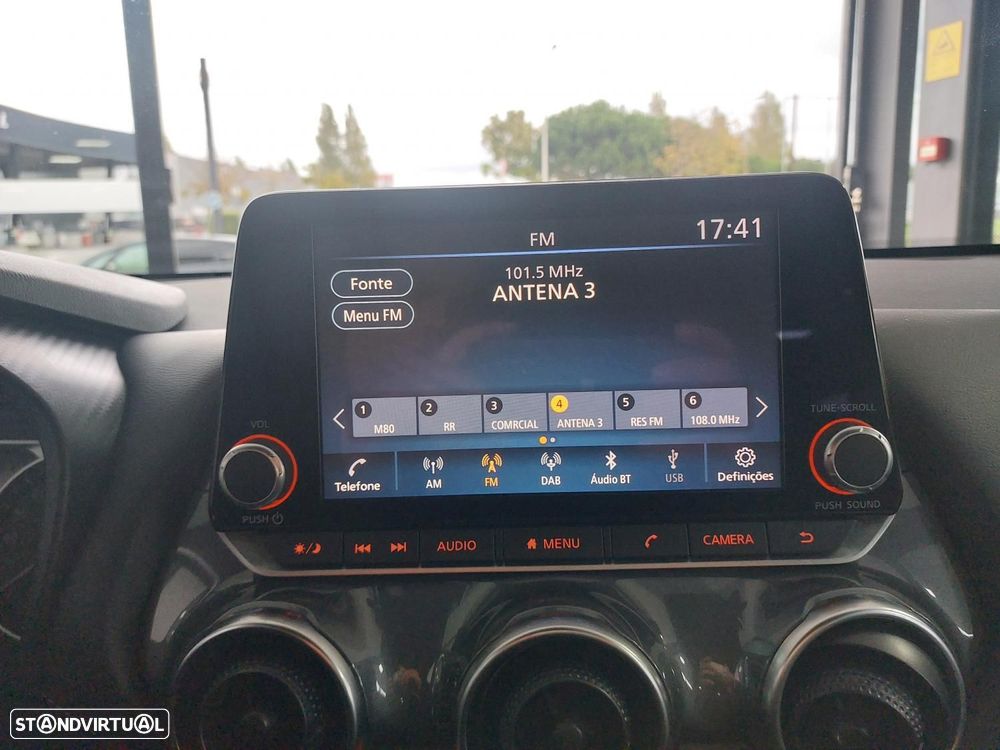 FM
17:41
Fonte
101.5 MHz
ANTENA 3
Menu FM
1 M80
2 RR
3 COMRCIAL
4 ANTENA 3
5 RES FM
6 108.0 MHz
Telefone
AM
FM
DAB
Áudio BT
USB
Definições
VOL
TUNE·SCROLL
PUSH
PUSH SOUND
AUDIO
MENU
CAMERA
STANDVIRTUAL